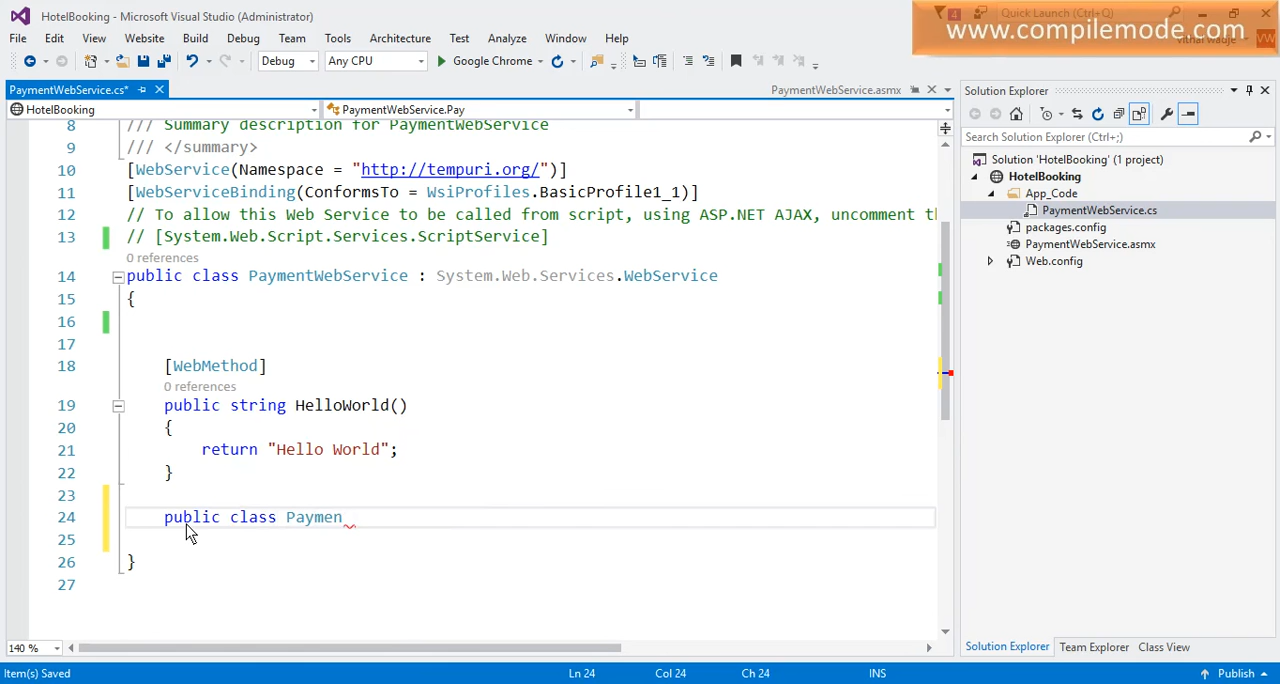 HotelBooking - Microsoft Visual Studio (Administrator)
4
Quick Launch (Ctrl+;)
www.compilemode.com
File Edit View Website Build Debug Team Tools Architecture Test Analyze Window Help
VW
Debug Any CPU Google Chrome
PaymentWebService.cs*
PaymentWebService.asmx
HotelBooking
PaymentWebService.Pay
8 /// Summary description for PaymentWebService
9 /// </summary>
10 [WebService(Namespace = "http://tempuri.org/")]
11 [WebServiceBinding(ConformsTo = WsiProfiles.BasicProfile1_1)]
12 // To allow this Web Service to be called from script, using ASP.NET AJAX, uncomment th
13 // [System.Web.Script.Services.ScriptService]
0 references
14 public class PaymentWebService : System.Web.Services.WebService
15 {
16
17
18 [WebMethod]
0 references
19 public string HelloWorld()
20 {
21 return "Hello World";
22 }
23
24 public class Paymen
25
26 }
27
140 %
Solution Explorer
Search Solution Explorer (Ctrl+;)
Solution 'HotelBooking' (1 project)
HotelBooking
App_Code
PaymentWebService.cs
packages.config
PaymentWebService.asmx
Web.config
Solution Explorer Team Explorer Class View
Item(s) Saved Ln 24 Col 24 Ch 24 INS Publish